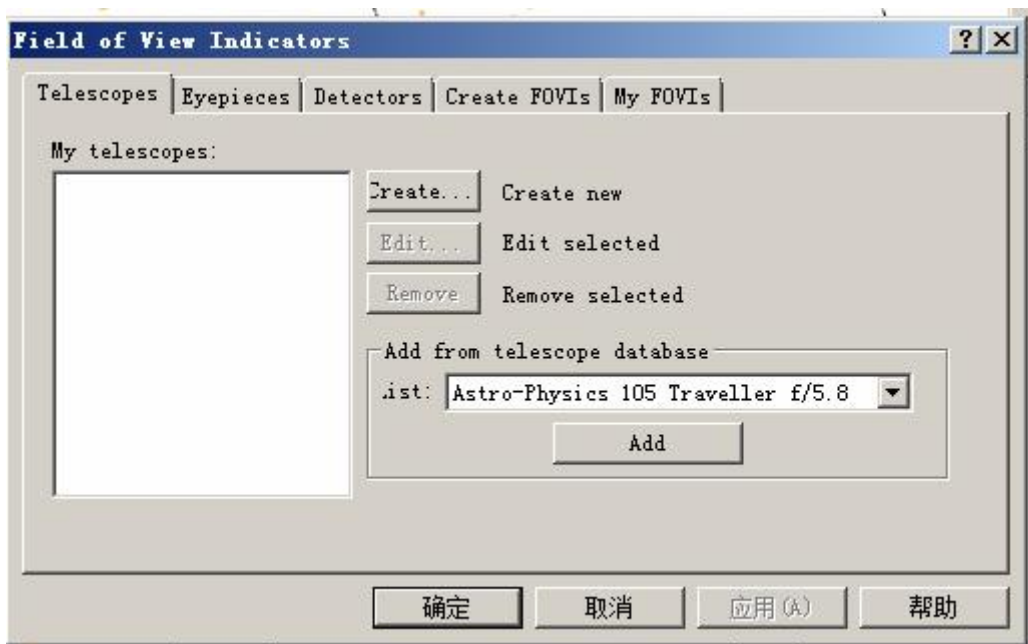 Field of View Indicators
Telescopes Eyepieces Detectors Create FOVIs My FOVIs
My telescopes:
Create... Create new
Edit... Edit selected
Remove Remove selected
Add from telescope database
ist: Astro-Physics 105 Traveller f/5.8
Add
确定 取消 应用(A) 帮助